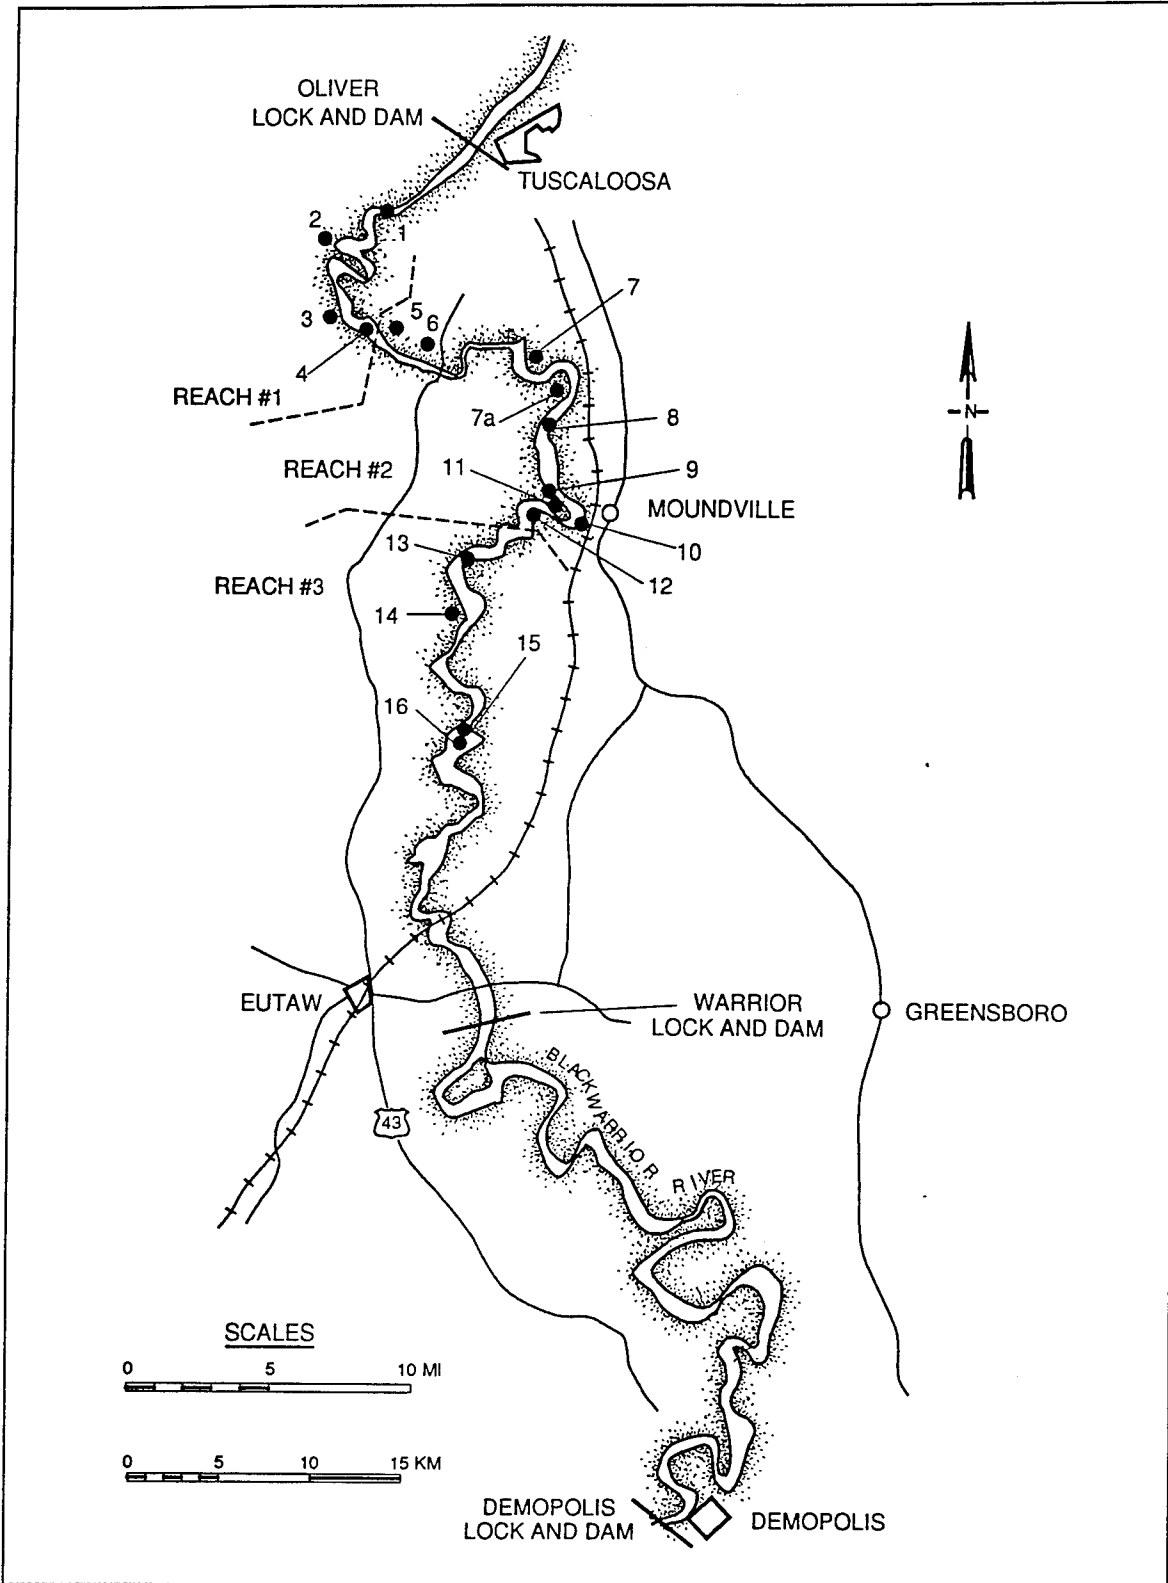 OLIVER
LOCK AND DAM
TUSCALOOSA
2
1
7
5
3
6
4
REACH #1
7a
8
N
REACH #2
11
9
MOUNDVILLE
13
10
REACH #3
12
14
15
16
EUTAW
WARRIOR
LOCK AND DAM
GREENSBORO
BLACKWARRIOR
RIVER
43
SCALES
0 5 10 MI
0 5 10 15 KM
DEMOPOLIS
LOCK AND DAM
DEMOPOLIS